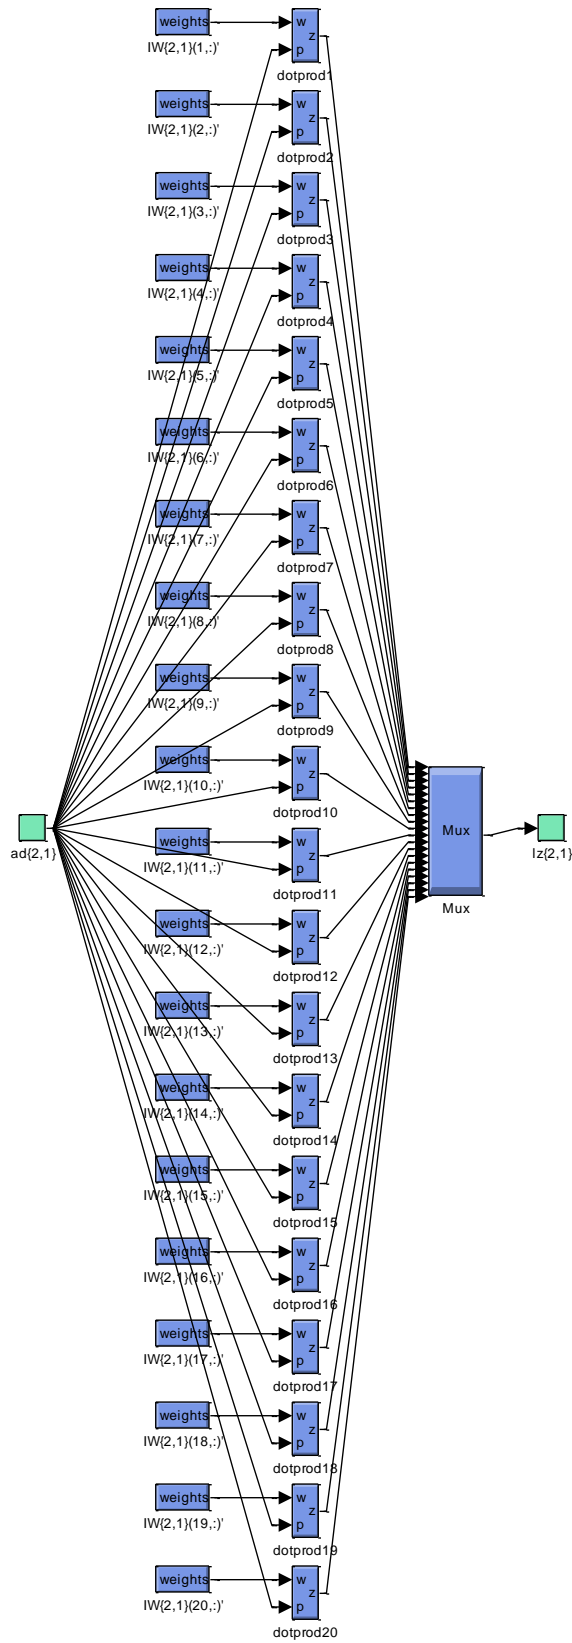 weights
w
z
p
IW{2,1}(1,:)'
dotprod1
weights
w
z
p
IW{2,1}(2,:)'
dotprod2
weights
w
z
p
IW{2,1}(3,:)'
dotprod3
weights
w
z
p
IW{2,1}(4,:)'
dotprod4
weights
w
z
p
IW{2,1}(5,:)'
dotprod5
weights
w
z
p
IW{2,1}(6,:)'
dotprod6
weights
w
z
p
IW{2,1}(7,:)'
dotprod7
weights
w
z
p
IW{2,1}(8,:)'
dotprod8
weights
w
z
p
IW{2,1}(9,:)'
dotprod9
weights
w
z
p
IW{2,1}(10,:)'
dotprod10
ad{2,1}
Mux
Mux
Iz{2,1}
weights
w
z
p
IW{2,1}(11,:)'
dotprod11
weights
w
z
p
IW{2,1}(12,:)'
dotprod12
weights
w
z
p
IW{2,1}(13,:)'
dotprod13
weights
w
z
p
IW{2,1}(14,:)'
dotprod14
weights
w
z
p
IW{2,1}(15,:)'
dotprod15
weights
w
z
p
IW{2,1}(16,:)'
dotprod16
weights
w
z
p
IW{2,1}(17,:)'
dotprod17
weights
w
z
p
IW{2,1}(18,:)'
dotprod18
weights
w
z
p
IW{2,1}(19,:)'
dotprod19
weights
w
z
p
IW{2,1}(20,:)'
dotprod20